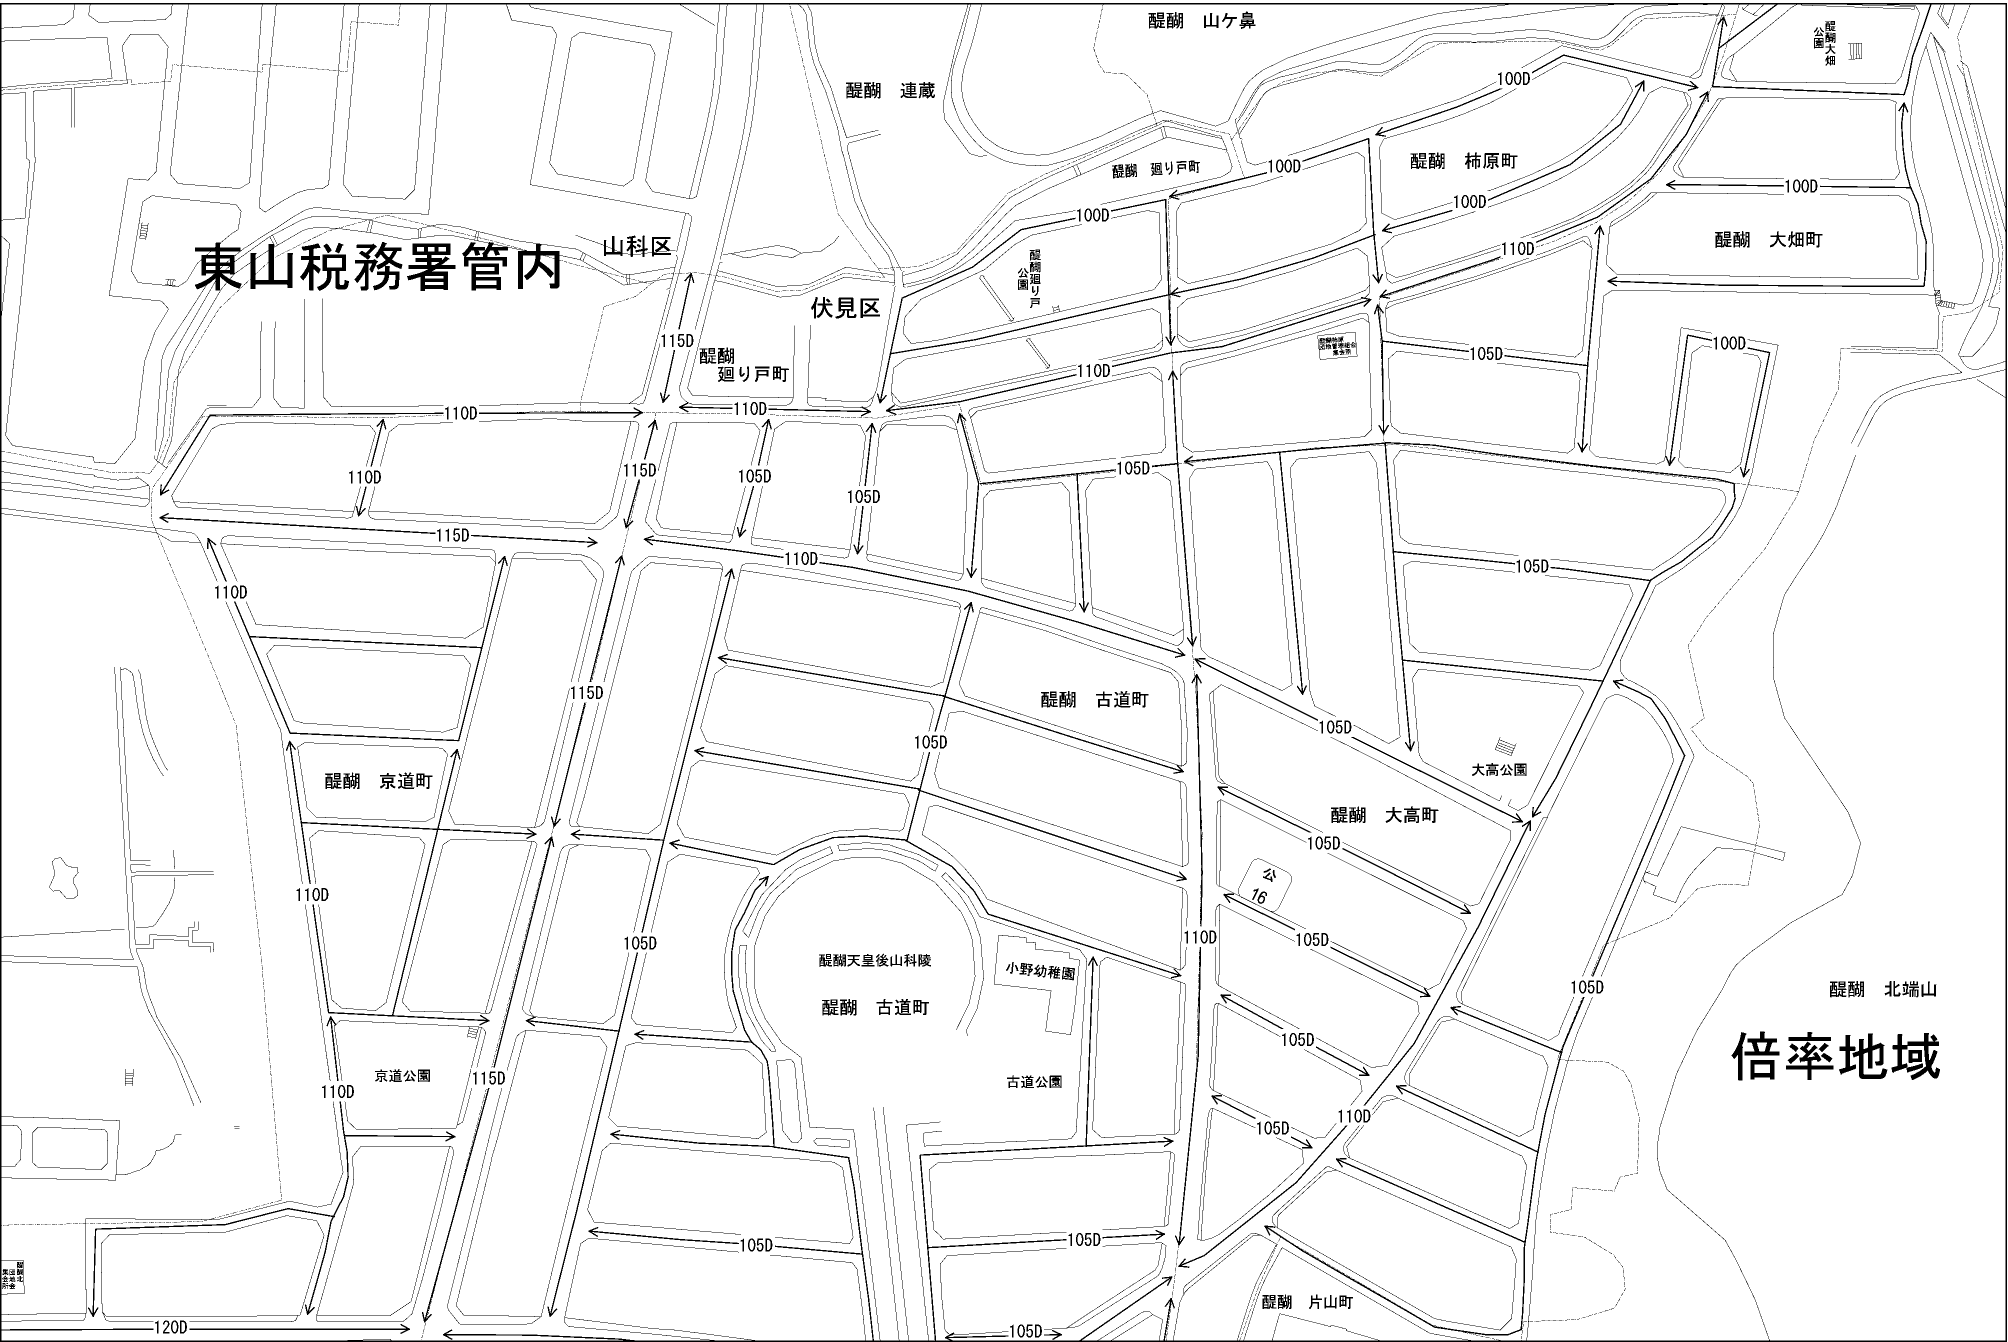 醍醐　山ケ鼻
醍醐大畑
公園
醍醐　連蔵
100D
醍醐　柿原町
醍醐　廻り戸町
100D
100D
100D
100D
醍醐　大畑町
東山税務署管内
山科区
伏見区
醍醐廻り戸
公園
110D
115D
醍醐
廻り戸町
105D
100D
110D
110D
110D
115D
110D
105D
105D
105D
115D
110D
105D
110D
115D
醍醐　古道町
105D
105D
大高公園
醍醐　京道町
醍醐　大高町
105D
公
16
110D
105D
110D
105D
醍醐天皇後山科陵
小野幼稚園
醍醐　古道町
105D
醍醐　北端山
105D
倍率地域
京道公園
115D
古道公園
110D
110D
105D
105D
105D
醍醐　片山町
120D
105D